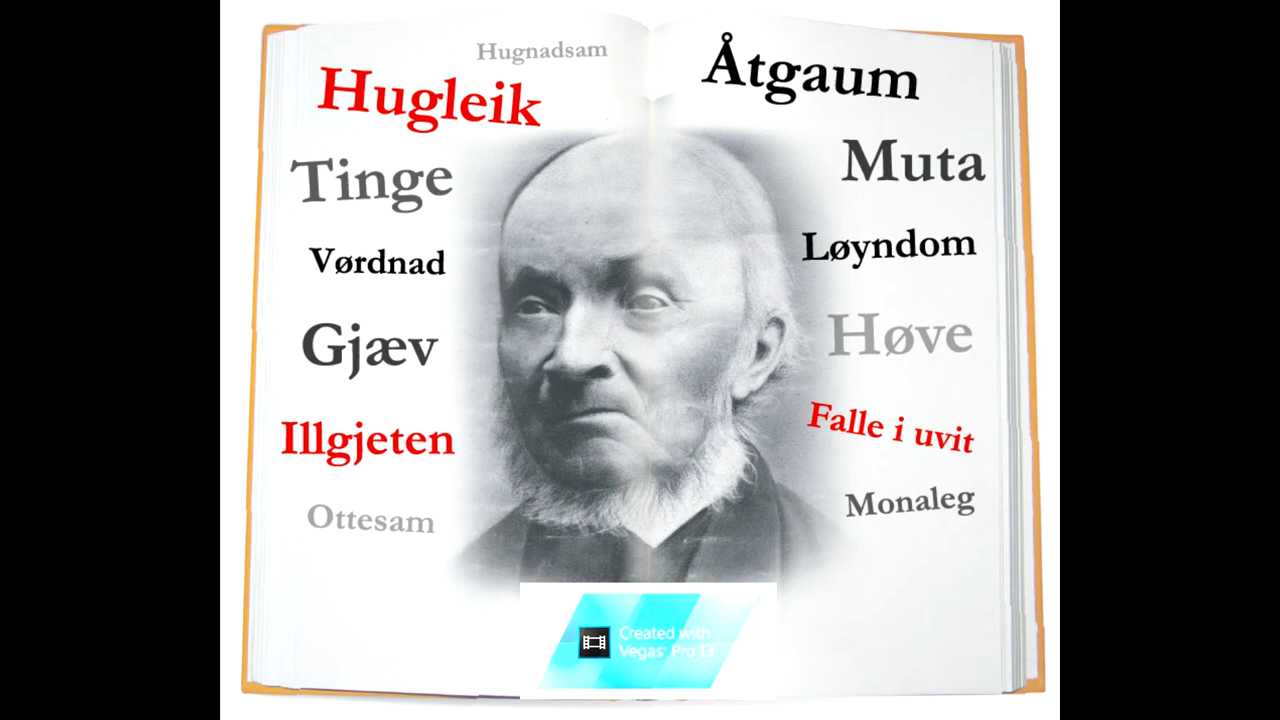 Hugnadsam
Hugleik
Tinge
Vørdnad
Gjæv
Illgjeten
Ottesam
Åtgaum
Muta
Løyndom
Høve
Falle i uvit
Monaleg
Created with
Vegas® Pro 13